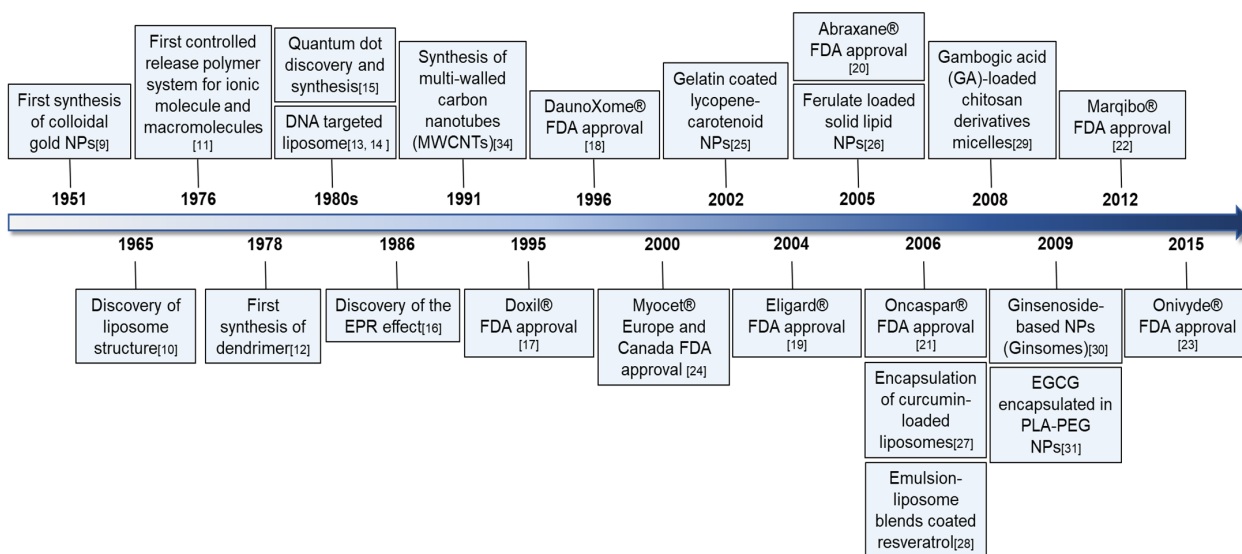 First synthesis
of colloidal
gold NPs[9]
1951
First controlled
release polymer
system for ionic
molecule and
macromolecules
[11]
1976
Quantum dot
discovery and
synthesis[15]
DNA targeted
liposome[13, 14 ]
1980s
Synthesis of
multi-walled
carbon
nanotubes
(MWCNTs)[34]
1991
DaunoXome®
FDA approval
[18]
1996
Gelatin coated
lycopene-
carotenoid
NPs[25]
2002
Abraxane®
FDA approval
[20]
Ferulate loaded
solid lipid
NPs[26]
2005
Gambogic acid
(GA)-loaded
chitosan
derivatives
micelles[29]
2008
Marqibo®
FDA approval
[22]
2012
1965
Discovery of
liposome
structure[10]
1978
First
synthesis of
dendrimer[12]
1986
Discovery of the
EPR effect[16]
1995
Doxil®
FDA approval
[17]
2000
Myocet®
Europe and
Canada FDA
approval [24]
2004
Eligard®
FDA approval
[19]
2006
Oncaspar®
FDA approval
[21]
Encapsulation
of curcumin-
loaded
liposomes[27]
Emulsion-
liposome
blends coated
resveratrol[28]
2009
Ginsenoside-
based NPs
(Ginsomes)[30]
EGCG
encapsulated in
PLA-PEG
NPs[31]
2015
Onivyde®
FDA approval
[23]